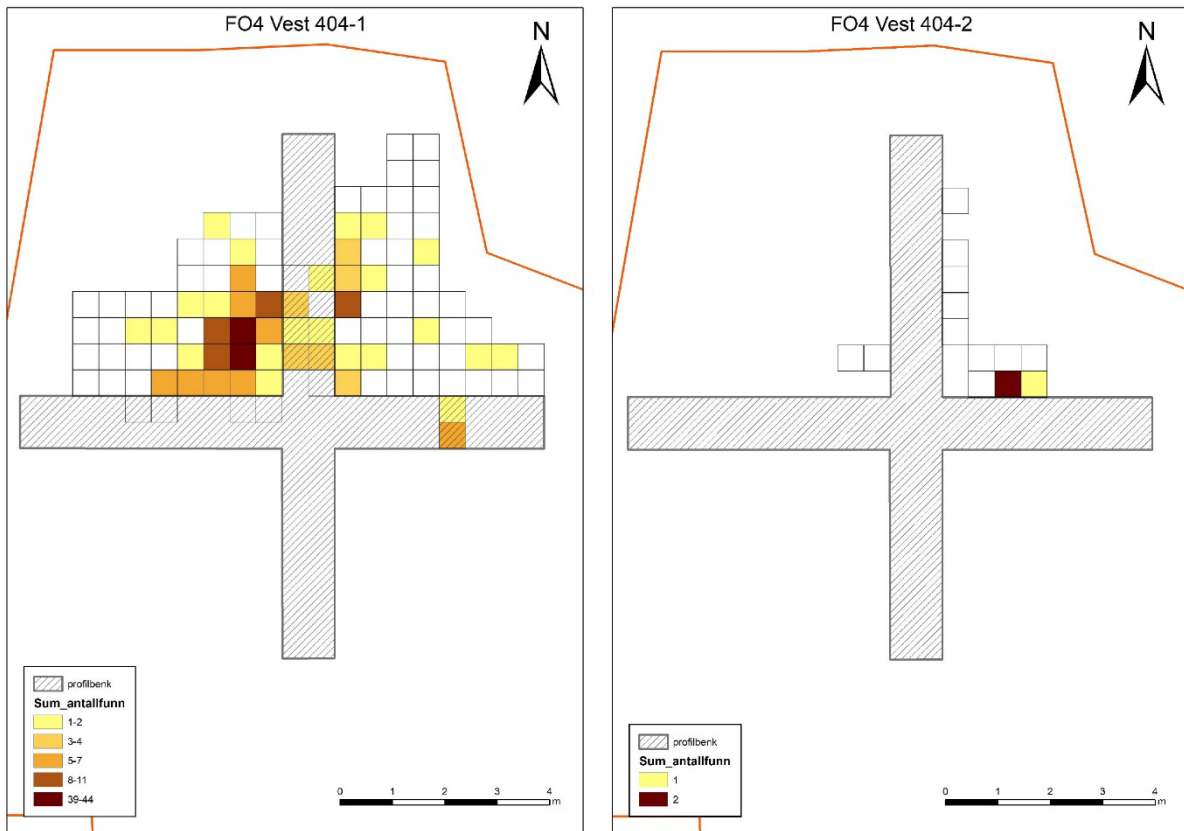 FO4 Vest 404-1
N
profilbenk
Sum_antallfunn
1-2
3-4
5-7
8-11
39-44
0 1 2 3 4
m
FO4 Vest 404-2
N
profilbenk
Sum_antallfunn
1
2
0 1 2 3 4
m